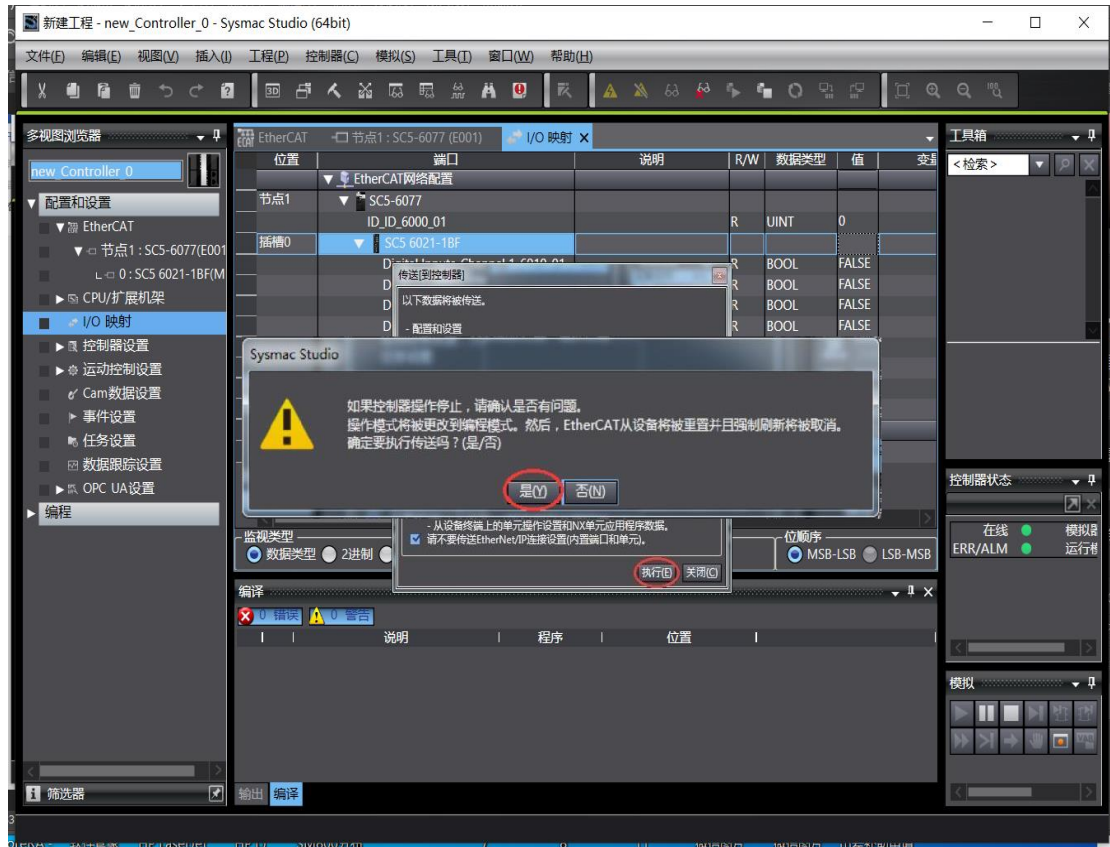 新建工程 - new_Controller_0 - Sysmac Studio (64bit)
文件(F) 编辑(E) 视图(V) 插入(I) 工程(P) 控制器(C) 模拟(S) 工具(T) 窗口(W) 帮助(H)
多视图浏览器
new_Controller_0
配置和设置
EtherCAT
节点1 : SC5-6077(E001
0 : SC5 6021-1BF(M
CPU/扩展机架
I/O 映射
控制器设置
运动控制设置
Cam数据设置
事件设置
任务设置
数据跟踪设置
OPC UA设置
编程
筛选器
EtherCAT 节点1 : SC5-6077 (E001) I/O 映射
位置 端口 说明 R/W 数据类型 值
EtherCAT网络配置
节点1 SC5-6077
ID_ID_6000_01 R UINT 0
插槽0 SC5 6021-1BF
R BOOL FALSE
D R BOOL FALSE
D R BOOL FALSE
D R BOOL FALSE
传送[到控制器]
以下数据将被传送。
- 配置和设置
Sysmac Studio
如果控制器操作停止，请确认是否有问题。
操作模式将被更改到编程模式。然后，EtherCAT从设备将被重置并且强制刷新将被取消。
确定要执行传送吗？(是/否)
是(Y) 否(N)
- 从设备终端上的单元操作设置和NX单元应用程序数据。
请不要传送EtherNet/IP连接设置(内置端口和单元)。
执行(E) 关闭(C)
监视类型
数据类型 2进制
位顺序
MSB-LSB LSB-MSB
编译
0 错误 0 警告
说明 程序 位置
输出 编译
工具箱
<检索>
控制器状态
在线 模拟
ERR/ALM 运行
模拟